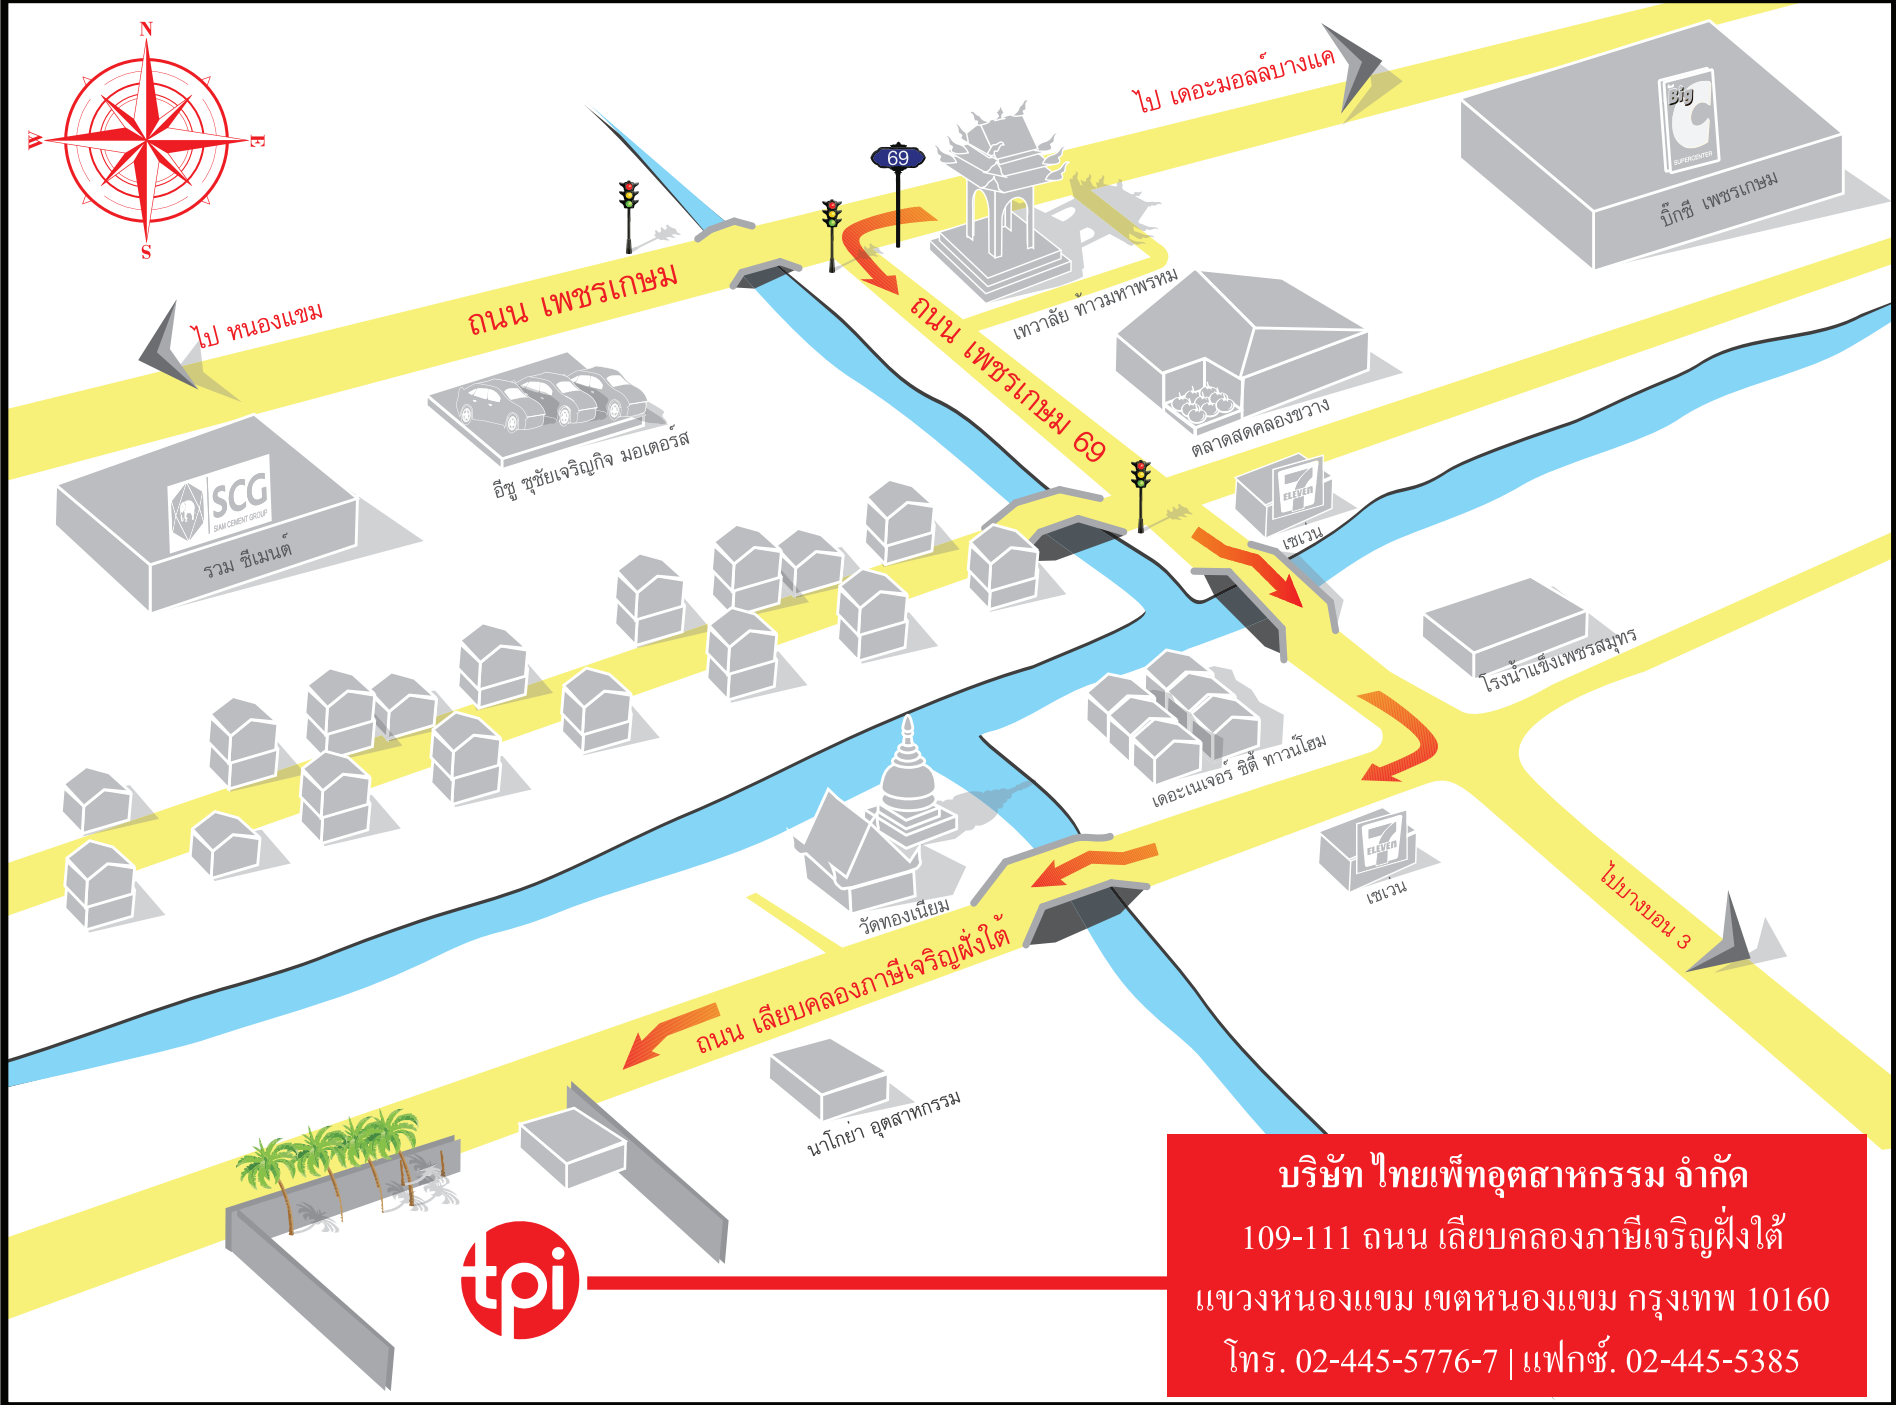 N
W
E
S
ไป เดอะมอลล์บางแค
Big
C
SUPERCENTER
บิ๊กซี เพชรเกษม
69
ไป หนองแขม
ถนน เพชรเกษม
เทวาลัย ท้าวมหาพรหม
ถนน เพชรเกษม 69
ตลาดสดคลองขวาง
อีซู ชุชัยเจริญกิจ มอเตอร์ส
SCG
SIAM CEMENT GROUP
รวม ซีเมนต์
7
ELEVEN
เซเว่น
โรงน้ำแข็งเพชรสมุทร
เดอะเนเจอร์ ซิตี้ ทาวน์โฮม
7
ELEVEN
เซเว่น
ไปบางบอน 3
วัดทองเนียม
ถนน เลียบคลองภาษีเจริญฝั่งใต้
นาโกย่า อุตสาหกรรม
tpi
บริษัท ไทยเพ็ทอุตสาหกรรม จำกัด
109-111 ถนน เลียบคลองภาษีเจริญฝั่งใต้
แขวงหนองแขม เขตหนองแขม กรุงเทพ 10160
โทร. 02-445-5776-7 | แฟกซ์. 02-445-5385